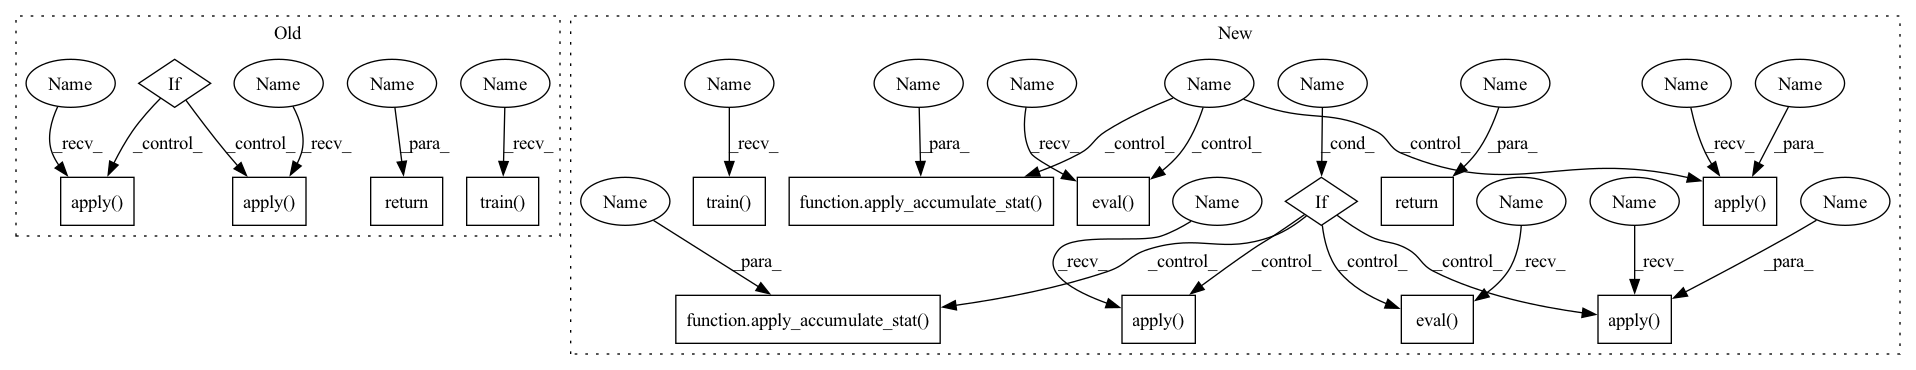 Old
New
Name
If
Name
Name
Name
Name
Name
Name
Name
Name
Name
Name
Name
_recv_
_control_
_control_
_recv_
_para_
_recv_
_recv_
_para_
_recv_
_control_
_control_
_cond_
_control_
_para_
_recv_
_para_
apply()
apply()
return
train()
Name
train()
function.apply_accumulate_stat()
eval()
Name
If
return
Name
Name
apply()
Name
_para_
_recv_
_control_
_control_
_control_
_recv_
_control_
_recv_
_para_
function.apply_accumulate_stat()
apply()
eval()
apply()